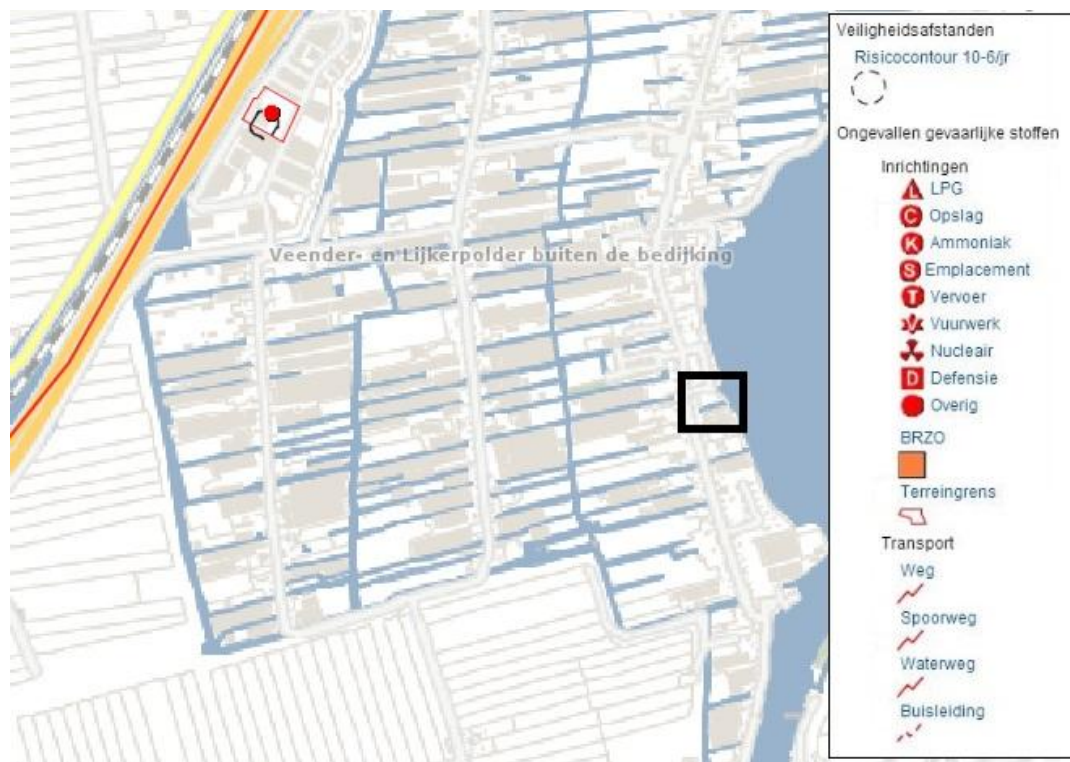 Veender- en Lijkerpolder buiten de bedijking
Veiligheidsafstanden
Risicocontour 10-6/jr
Ongevallen gevaarlijke stoffen
Inrichtingen
L LPG
C Opslag
K Ammoniak
S Emplacement
T Vervoer
Vuurwerk
Nucleair
D Defensie
Overig
BRZO
Terreingrens
Transport
Weg
Spoorweg
Waterweg
Buisleiding